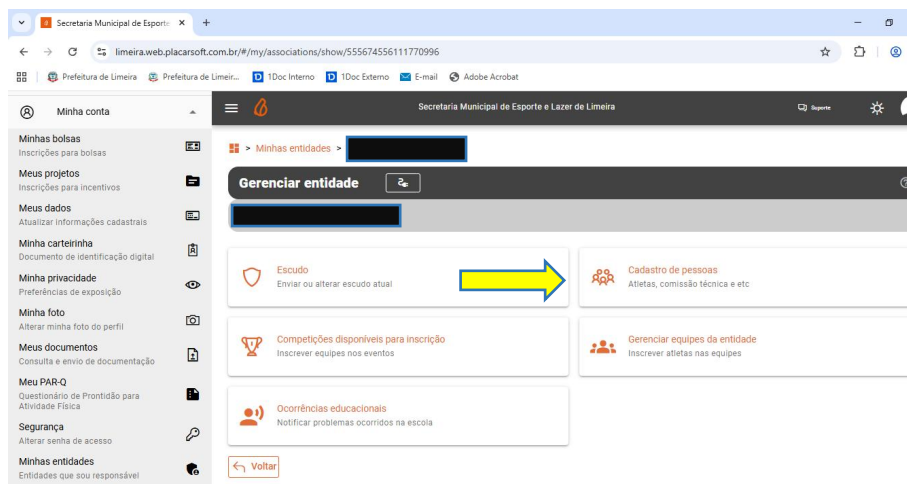 Secretaria Municipal de Esporte
limeira.web.placarsoft.com.br/#/my/associations/show/555674556111770996
Prefeitura de Limeira
Prefeitura de Limeir...
1Doc Interno
1Doc Externo
E-mail
Adobe Acrobat
Minha conta
Secretaria Municipal de Esporte e Lazer de Limeira
Suporte
Minhas bolsas
Inscrições para bolsas
Meus projetos
Inscrições para incentivos
Meus dados
Atualizar informações cadastrais
Minha carteirinha
Documento de identificação digital
Minha privacidade
Preferências de exposição
Minha foto
Alterar minha foto do perfil
Meus documentos
Consulta e envio de documentação
Meu PAR-Q
Questionário de Prontidão para
Atividade Física
Segurança
Alterar senha de acesso
Minhas entidades
Entidades que sou responsável
> Minhas entidades >
Gerenciar entidade
Escudo
Enviar ou alterar escudo atual
Cadastro de pessoas
Atletas, comissão técnica e etc
Competições disponíveis para inscrição
Inscrever equipes nos eventos
Gerenciar equipes da entidade
Inscrever atletas nas equipes
Ocorrências educacionais
Notificar problemas ocorridos na escola
Voltar